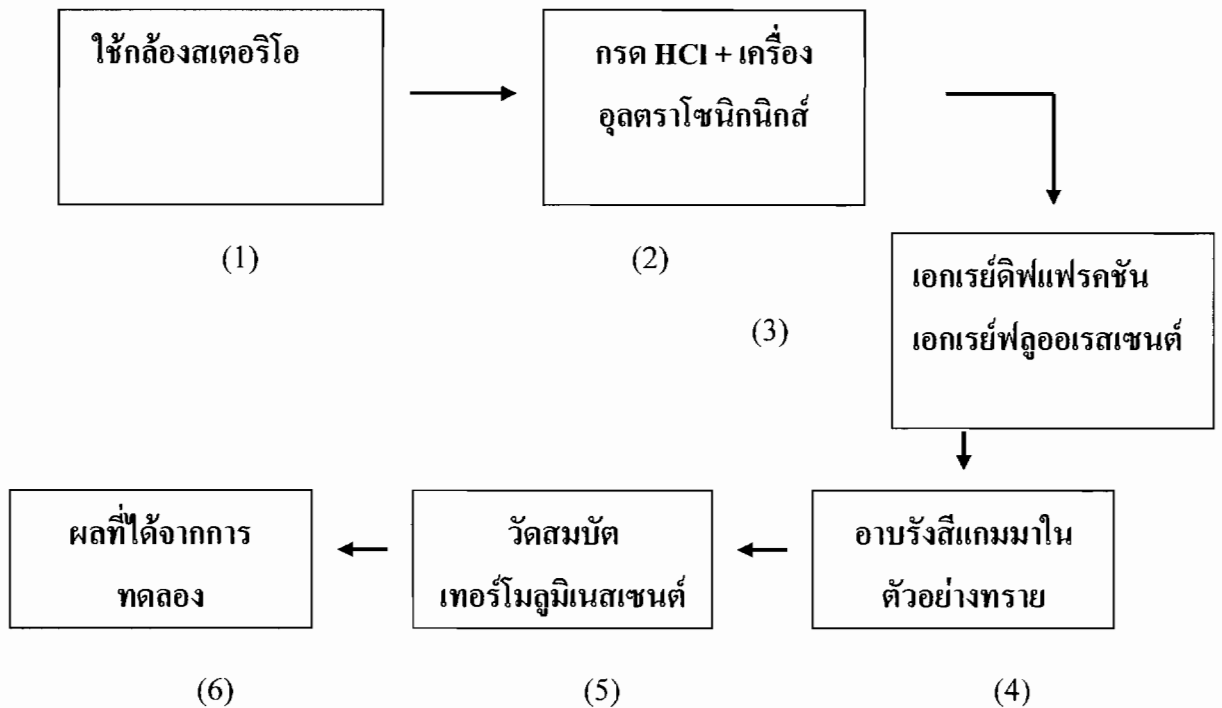 ใช้กล้องสเตอริโอ
กรด HCl + เครื่อง
อุลตราโซนิกนิกส์
(1)
(2)
(3)
เอกเรย์ดิฟแฟรคชัน
เอกเรย์ฟลูออเรสเซนต์
อาบรังสีแกมมาใน
ตัวอย่างทราย
(4)
วัดสมบัติ
เทอร์โมลูมิเนสเซนต์
(5)
ผลที่ได้จากการ
ทดลอง
(6)